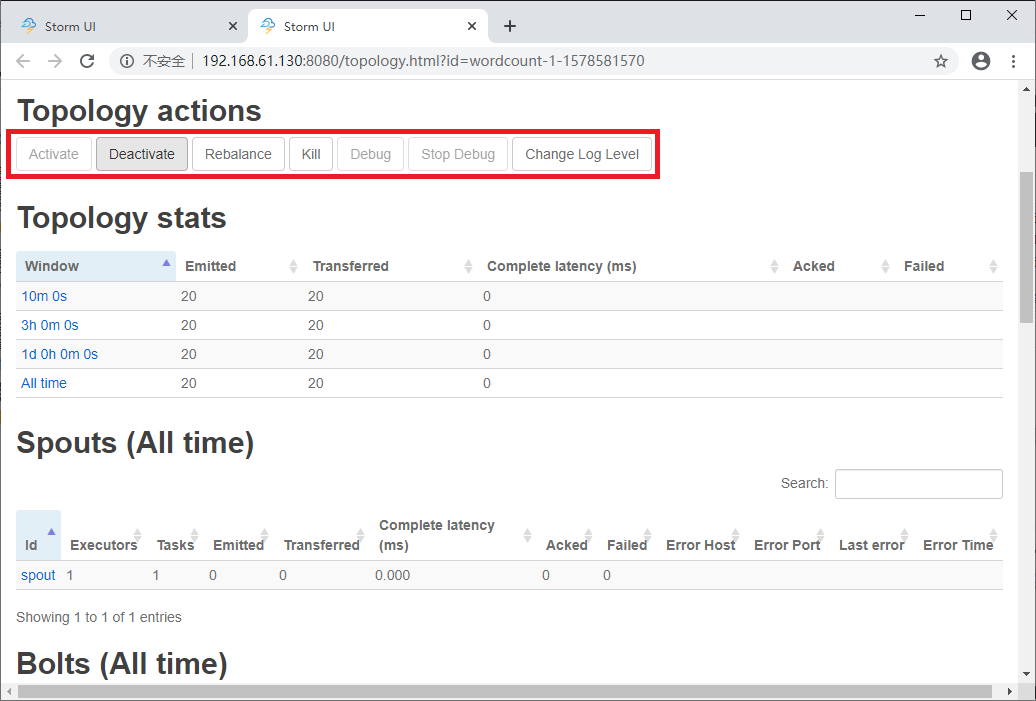 Storm UI Storm UI
不安全 192.168.61.130:8080/topology.html?id=wordcount-1-1578581570
Topology actions
Activate Deactivate Rebalance Kill Debug Stop Debug Change Log Level
Topology stats
Window Emitted Transferred Complete latency (ms) Acked Failed
10m 0s 20 20 0
3h 0m 0s 20 20 0
1d 0h 0m 0s 20 20 0
All time 20 20 0
Spouts (All time)
Search:
Id Executors Tasks Emitted Transferred Complete latency (ms) Acked Failed Error Host Error Port Last error Error Time
spout 1 1 0 0 0.000 0 0
Showing 1 to 1 of 1 entries
Bolts (All time)